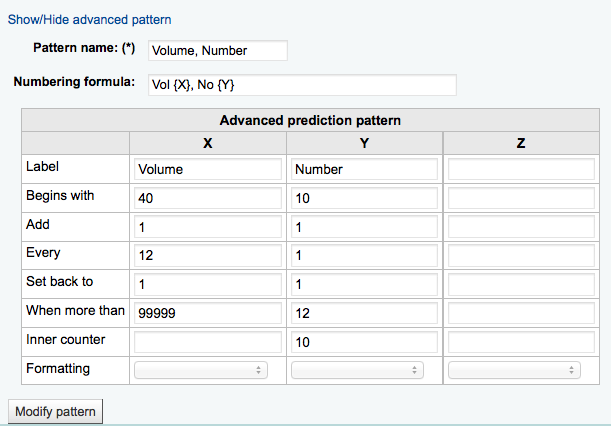 Show/Hide advanced pattern
Pattern name: (*) Volume, Number
Numbering formula: Vol {X}, No {Y}
Advanced prediction pattern
X Y Z
Label Volume Number
Begins with 40 10
Add 1 1
Every 12 1
Set back to 1 1
When more than 99999 12
Inner counter 10
Formatting
Modify pattern